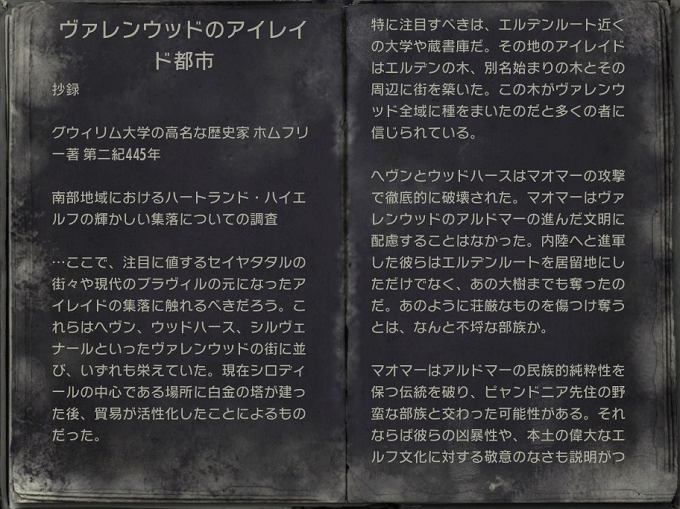 ヴァレンウッドのアイレイ
ド都市
抄録
グウィリム大学の高名な歴史家 ホムフリ
ー著 第二紀445年
南部地域におけるハートランド・ハイエ
ルフの輝かしい集落についての調査
…ここで、注目に値するセイヤタタルの
街々や現代のブラヴィルの元になったア
イレイドの集落に触れるべきだろう。こ
れらはヘヴン、ウッドハース、シルヴェ
ナールといったヴァレンウッドの街に並
び、いずれも栄えていた。現在シロディ
ールの中心である場所に白金の塔が建っ
た後、貿易が活性化したことによるもの
だった。
特に注目すべきは、エルデンルート近く
の大学や蔵書庫だ。その地のアイレイド
はエルデンの木、別名始まりの木とその
周辺に街を築いた。この木がヴァレンウ
ッド全域に種をまいたのだと多くの者に
信じられている。
ヘヴンとウッドハースはマオマーの攻撃
で徹底的に破壊された。マオマーはヴァ
レンウッドのアルドマーの進んだ文明に
配慮することはなかった。内陸へと進軍
した彼らはエルデンルートを居留地にし
ただけでなく、あの大樹までも奪ったの
だ。あのように荘厳なものを傷つけ奪う
とは、なんと不埒な部族か。
マオマーはアルドマーの民族的純粋性を
保つ伝統を破り、ピャンドニア先住の野
蛮な部族と交わった可能性がある。それ
ならば彼らの凶暴性や、本土の偉大なエ
ルフ文化に対する敬意のなさも説明がつ